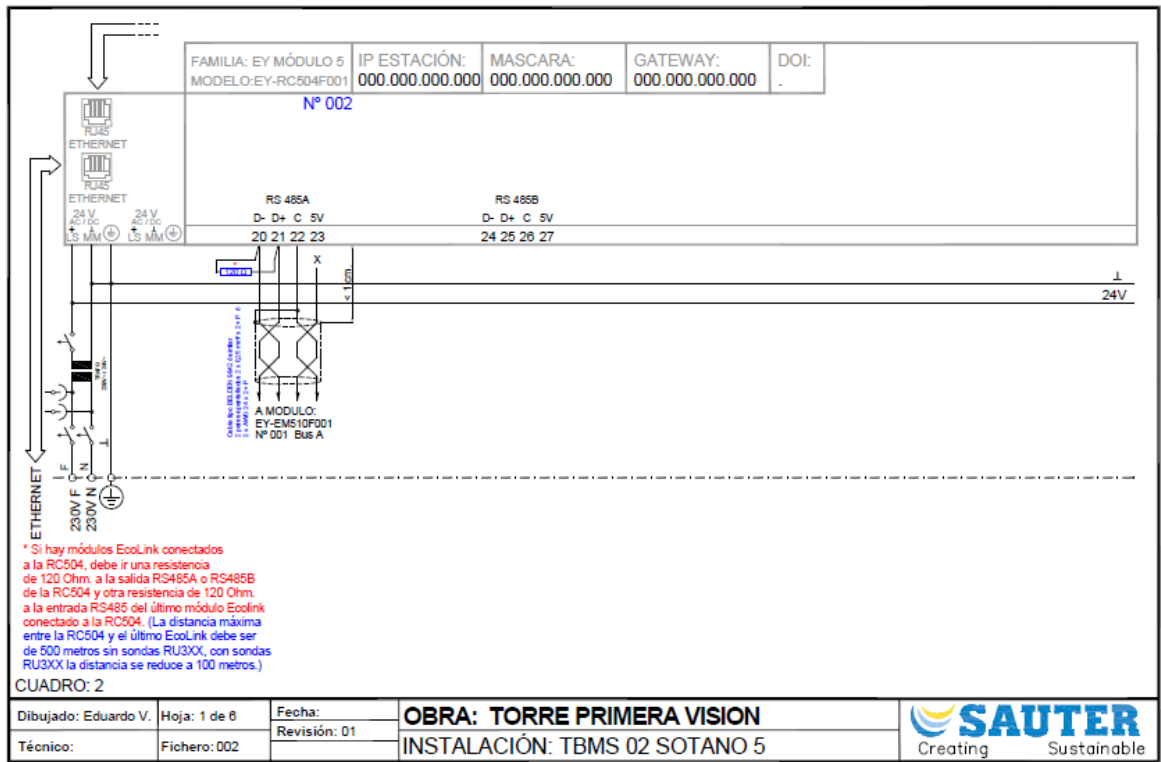 FAMILIA: EY MÓDULO 5
MODELO:EY-RC504F001
IP ESTACIÓN:
000.000.000.000
MASCARA:
000.000.000.000
GATEWAY:
000.000.000.000
DOI:
.
Nº 002
RJ45
ETHERNET
RJ45
ETHERNET
24 V
AC / DC
24 V
AC / DC
LS MM
LS MM
RS 485A
D- D+ C 5V
20 21 22 23
RS 485B
D- D+ C 5V
24 25 26 27
*
120 Ω
X
< 1 cm.
24V
A MODULO:
EY-EM510F001
Nº 001 Bus A
F
N
ETHERNET
230V F
230V N
* Si hay módulos EcoLink conectados
a la RC504, debe ir una resistencia
de 120 Ohm. a la salida RS485A o RS485B
de la RC504 y otra resistencia de 120 Ohm.
a la entrada RS485 del último módulo Ecolink
conectado a la RC504. (La distancia máxima
entre la RC504 y el último EcoLink debe ser
de 500 metros sin sondas RU3XX, con sondas
RU3XX la distancia se reduce a 100 metros.)
CUADRO: 2
Dibujado: Eduardo V.
Hoja: 1 de 6
Fecha:
Revisión: 01
Técnico:
Fichero: 002
OBRA: TORRE PRIMERA VISION
INSTALACIÓN: TBMS 02 SOTANO 5
SAUTER
Creating Sustainable